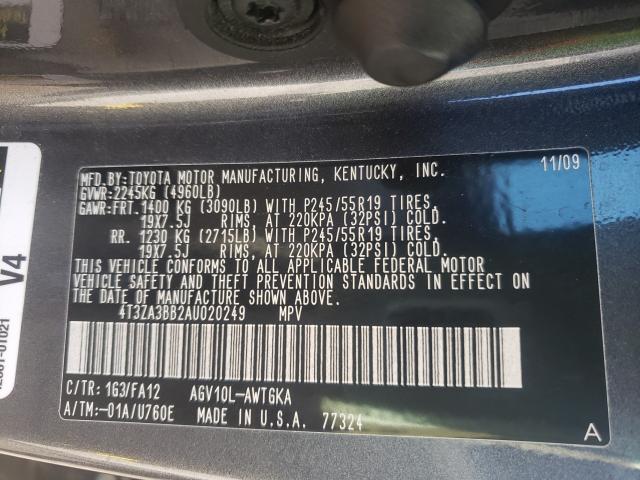 MFD.BY:TOYOTA MOTOR MANUFACTURING, KENTUCKY, INC. 11/09
GVWR:2245KG (4960LB)
GAWR:FRT.1400 KG (3090LB) WITH P245/55R19 TIRES,
19X7.5J RIMS, AT 220KPA (32PSI) COLD.
RR. 1230 KG (2715LB) WITH P245/55R19 TIRES,
19X7.5J RIMS, AT 220KPA (32PSI) COLD.
THIS VEHICLE CONFORMS TO ALL APPLICABLE FEDERAL MOTOR
VEHICLE SAFETY AND THEFT PREVENTION STANDARDS IN EFFECT ON
THE DATE OF MANUFACTURE SHOWN ABOVE.
4T3ZA3BB2AU020249 MPV
C/TR: 1G3/FA12 AGV10L-AWTGKA
A/TM:-01A/U760E MADE IN U.S.A. 77324
A
V4